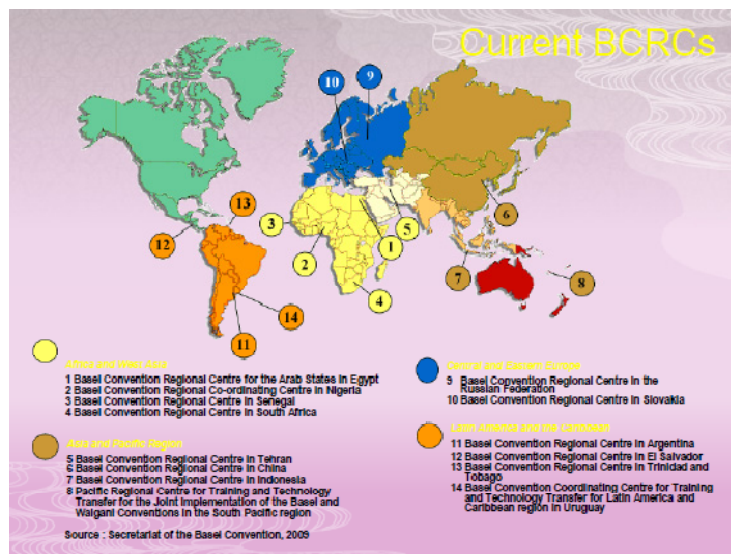 Current BCRCs
10
9
13
3
12
5
6
1
2
7
8
4
14
11
Africa and West Asia
1 Basel Convention Regional Centre for the Arab States in Egypt
2 Basel Convention Regional Co-ordinating Centre in Nigeria
3 Basel Convention Regional Centre in Senegal
4 Basel Convention Regional Centre in South Africa
Asia and Pacific Region
5 Basel Convention Regional Centre in Tehran
6 Basel Convention Regional Centre in China
7 Basel Convention Regional Centre in Indonesia
8 Pacific Regional Centre for Training and Technology
Transfer for the Joint Implementation of the Basel and
Waigani Conventions in the South Pacific region
Source : Secretariat of the Basel Convention, 2009
Central and Eastern Europe
9 Basel Convention Regional Centre in the
Russian Federation
10 Basel Convention Regional Centre in Slovakia
Latin America and the Caribbean
11 Basel Convention Regional Centre in Argentina
12 Basel Convention Regional Centre in El Salvador
13 Basel Convention Regional Centre in Trinidad and
Tobago
14 Basel Convention Coordinating Centre for Training
and Technology Transfer for Latin America and
Caribbean region in Uruguay